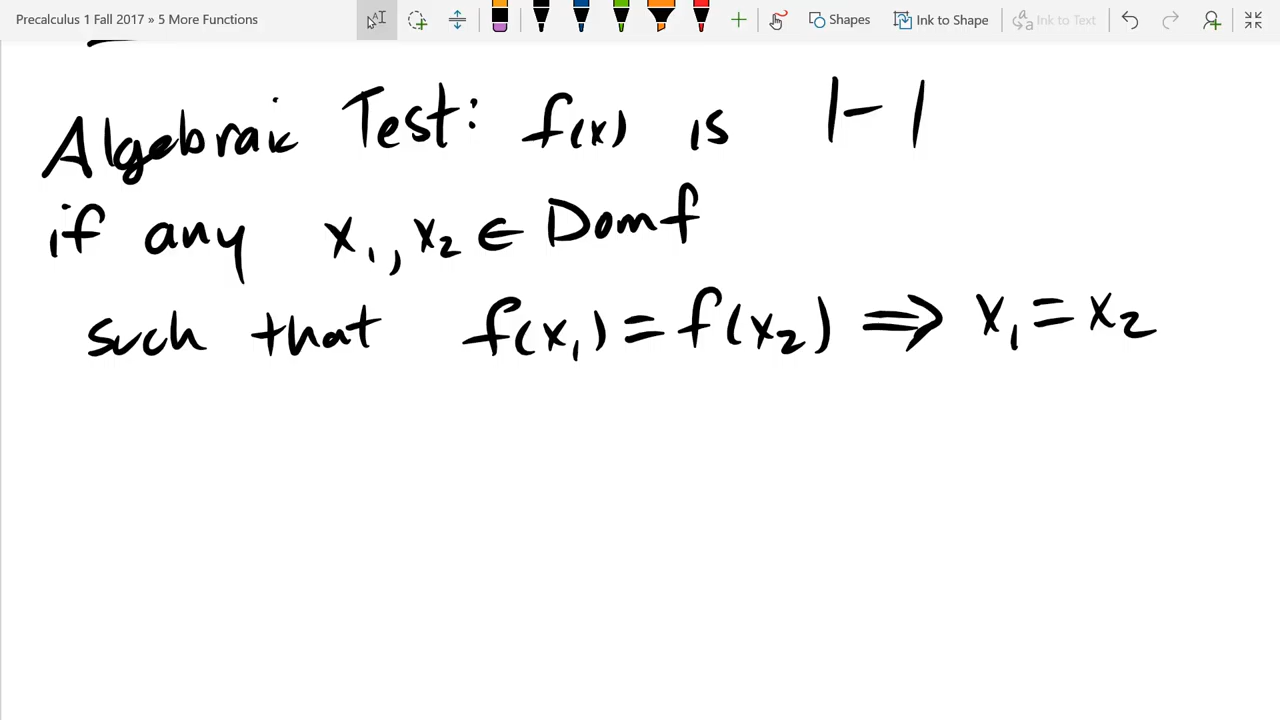 Precalculus 1 Fall 2017 » 5 More Functions
Shapes
Ink to Shape
Ink to Text
Algebraic Test: f(x) is 1-1
if any x₁, x₂ ∈ Dom f
such that f(x₁) = f(x₂) ⟹ x₁ = x₂